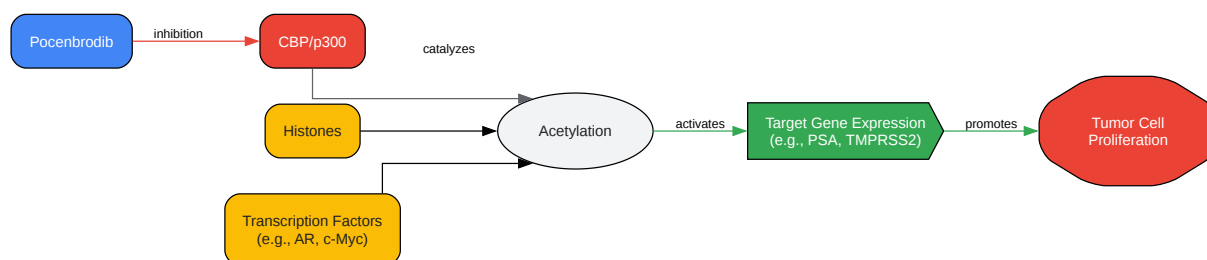 Pocenbrodib
inhibition
CBP/p300
catalyzes
Histones
Acetylation
activates
Target Gene Expression
(e.g., PSA, TMPRSS2)
promotes
Tumor Cell
Proliferation
Transcription Factors
(e.g., AR, c-Myc)